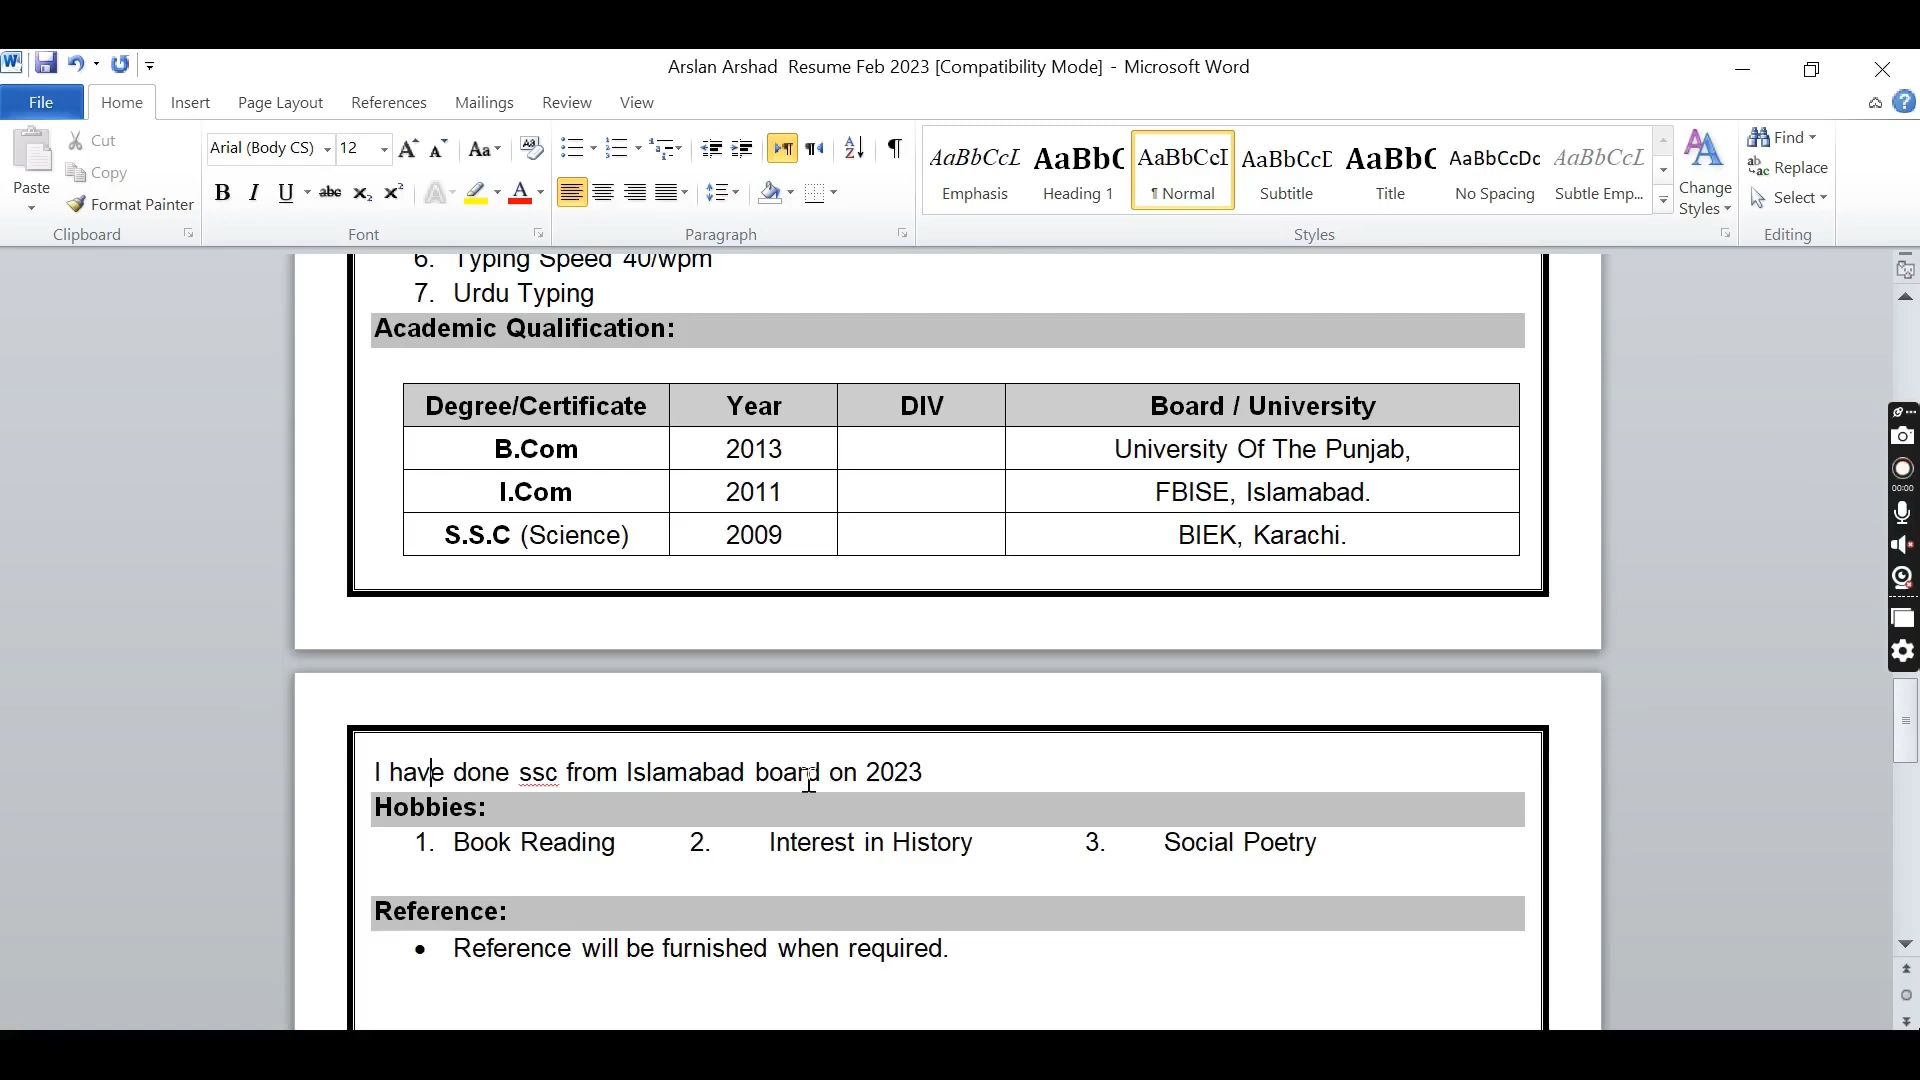 Arslan Arshad  Resume Feb 2023 [Compatibility Mode] - Microsoft Word
File Home Insert Page Layout References Mailings Review View
Paste
Cut
Copy
Format Painter
Clipboard
Arial (Body CS) 12
Font
Paragraph
AaBbCcL AaBbC AaBbCcI AaBbCcD AaBbC AaBbCcDc AaBbCcL
Emphasis Heading 1 ¶ Normal Subtitle Title No Spacing Subtle Emp...
Change
Styles
Styles
Find
Replace
Select
Editing
6. Typing Speed 40/wpm
7. Urdu Typing
Academic Qualification:
Degree/Certificate Year DIV Board / University
B.Com 2013 University Of The Punjab,
I.Com 2011 FBISE, Islamabad.
S.S.C (Science) 2009 BIEK, Karachi.
I have done ssc from Islamabad board on 2023
Hobbies:
1. Book Reading 2. Interest in History 3. Social Poetry
Reference:
• Reference will be furnished when required.
00:00